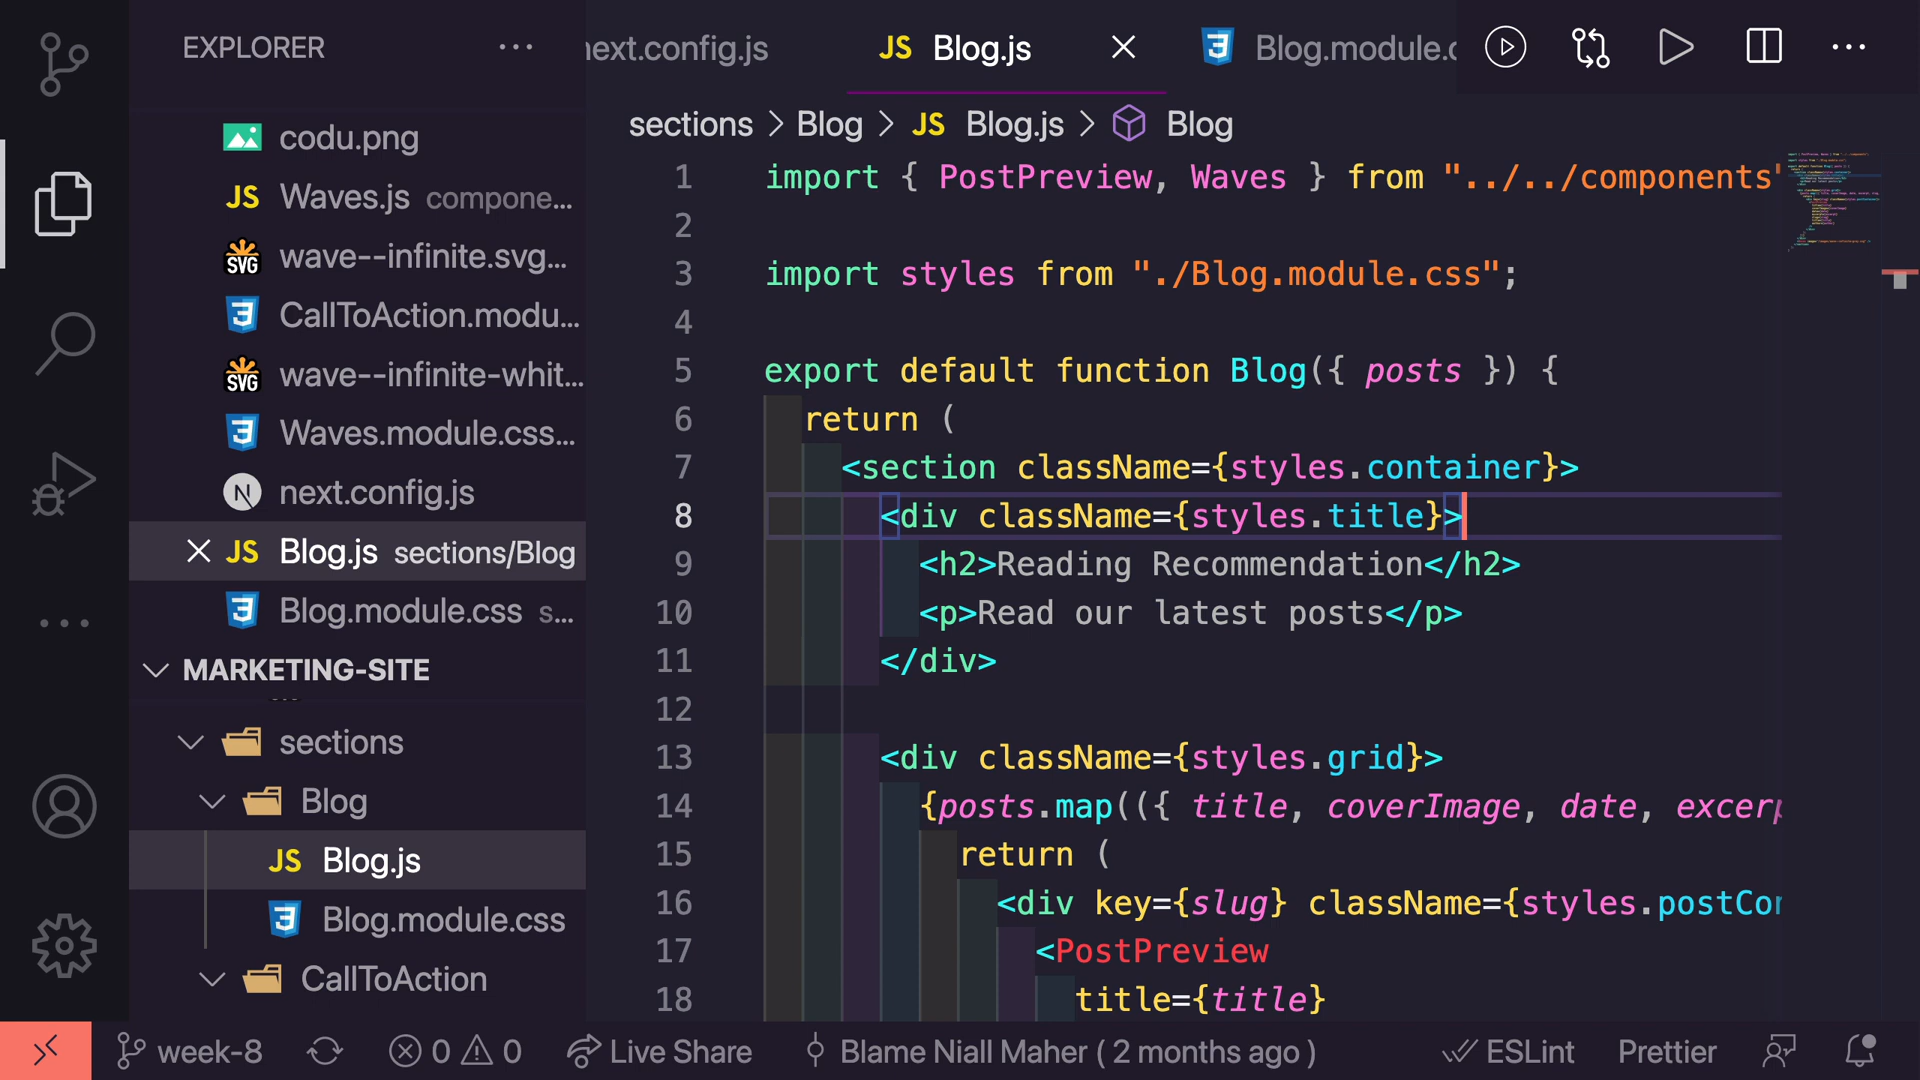 EXPLORER
next.config.js
JS Blog.js
Blog.module.c
codu.png
JS Waves.js compone...
SVG wave--infinite.svg...
CallToAction.modu...
SVG wave--infinite-whit...
Waves.module.css...
N next.config.js
JS Blog.js sections/Blog
Blog.module.css s...
MARKETING-SITE
sections
Blog
JS Blog.js
Blog.module.css
CallToAction
sections > Blog > JS Blog.js > Blog
1 import { PostPreview, Waves } from "../../components"
2
3 import styles from "./Blog.module.css";
4
5 export default function Blog({ posts }) {
6 return (
7 <section className={styles.container}>
8 <div className={styles.title}>
9 <h2>Reading Recommendation</h2>
10 <p>Read our latest posts</p>
11 </div>
12
13 <div className={styles.grid}>
14 {posts.map(({ title, coverImage, date, excerp
15 return (
16 <div key={slug} className={styles.postCon
17 <PostPreview
18 title={title}
week-8 0 0 Live Share Blame Niall Maher ( 2 months ago ) ESLint Prettier